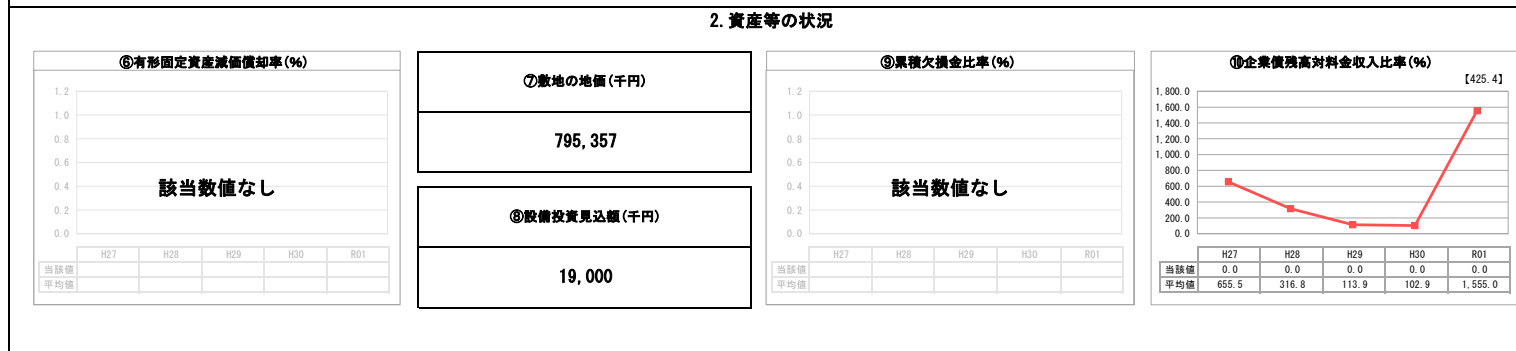 2. 資産等の状況
⑥有形固定資産減価償却率(%)
1.2
1.0
0.8
0.6
0.4
0.2
0.0
該当数値なし
H27 H28 H29 H30 R01
当該値
平均値
⑦敷地の地価(千円)
795,357
⑧設備投資見込額(千円)
19,000
⑨累積欠損金比率(%)
1.2
1.0
0.8
0.6
0.4
0.2
0.0
該当数値なし
H27 H28 H29 H30 R01
当該値
平均値
⑩企業債残高対料金収入比率(%)
【425.4】
1,800.0
1,600.0
1,400.0
1,200.0
1,000.0
800.0
600.0
400.0
200.0
0.0
H27 H28 H29 H30 R01
当該値 0.0 0.0 0.0 0.0 0.0
平均値 655.5 316.8 113.9 102.9 1,555.0